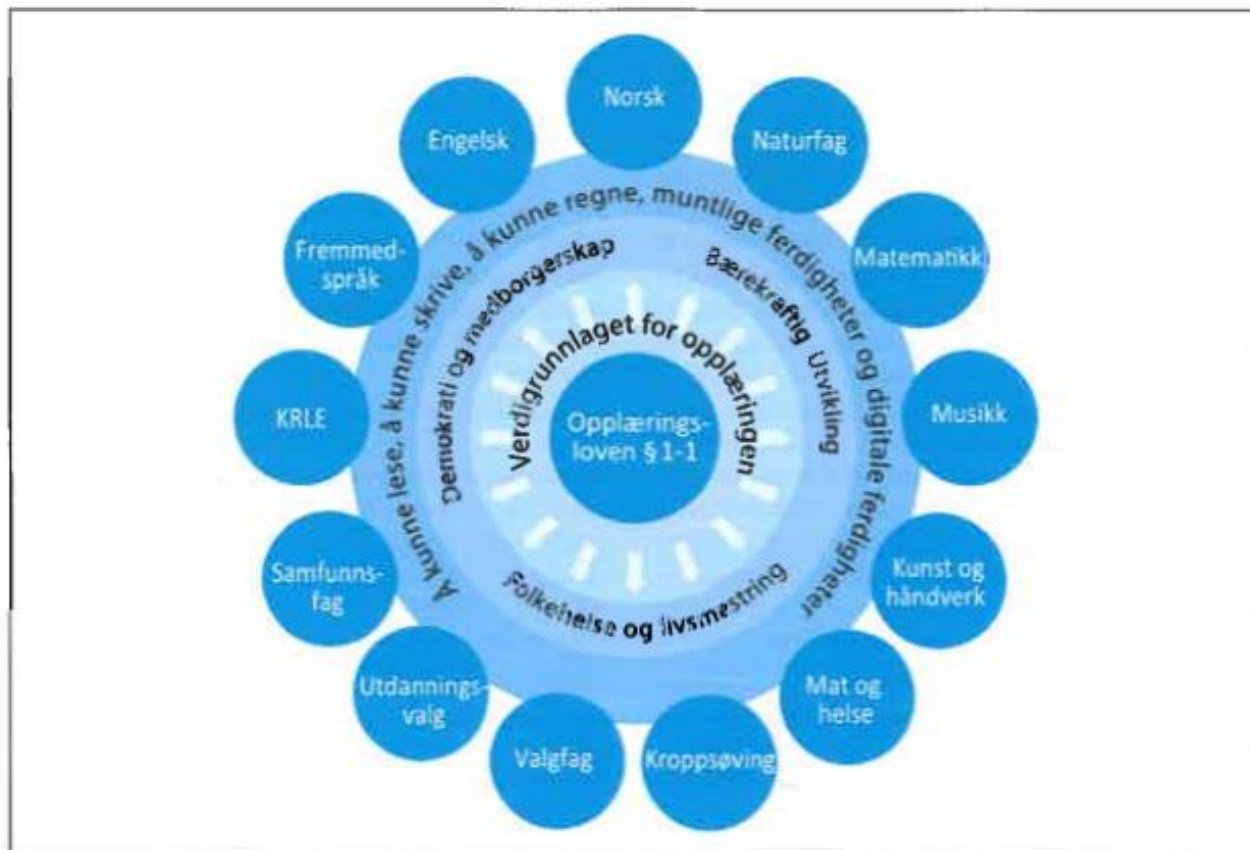 Norsk
Naturfag
Matematikk
Musikk
Kunst og
håndverk
Mat og
helse
Kroppsøving
Valgfag
Utdannings-
valg
Samfunns-
fag
KRLE
Fremmed-
språk
Engelsk
Å kunne lese, å kunne skrive, å kunne regne, muntlige ferdigheter og digitale ferdigheter
Demokrati og medborgerskap
Bærekraftig Utvikling
Folkehelse og livsmestring
Verdigrunnlaget for opplæringen
Opplærings-
loven § 1-1